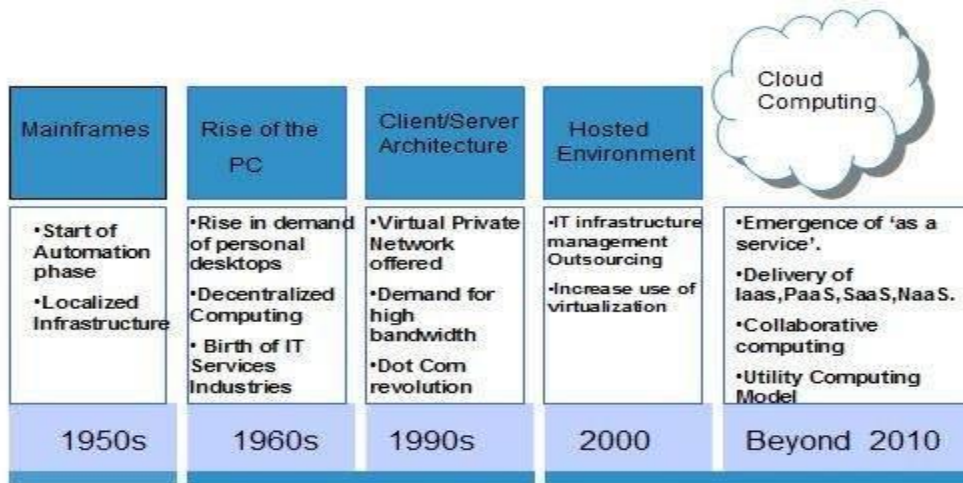 Mainframes
Rise of the
PC
Client/Server
Architecture
Hosted
Environment
Cloud
Computing
•Start of
Automation
phase
•Localized
Infrastructure
•Rise in demand
of personal
desktops
•Decentralized
Computing
• Birth of IT
Services
Industries
•Virtual Private
Network
offered
•Demand for
high
bandwidth
•Dot Com
revolution
•IT infrastructure
management
Outsourcing
•Increase use of
virtualization
•Emergence of ‘as a
service’.
•Delivery of
Iaas,PaaS,SaaS,NaaS.
•Collaborative
computing
•Utility Computing
Model
1950s
1960s
1990s
2000
Beyond 2010